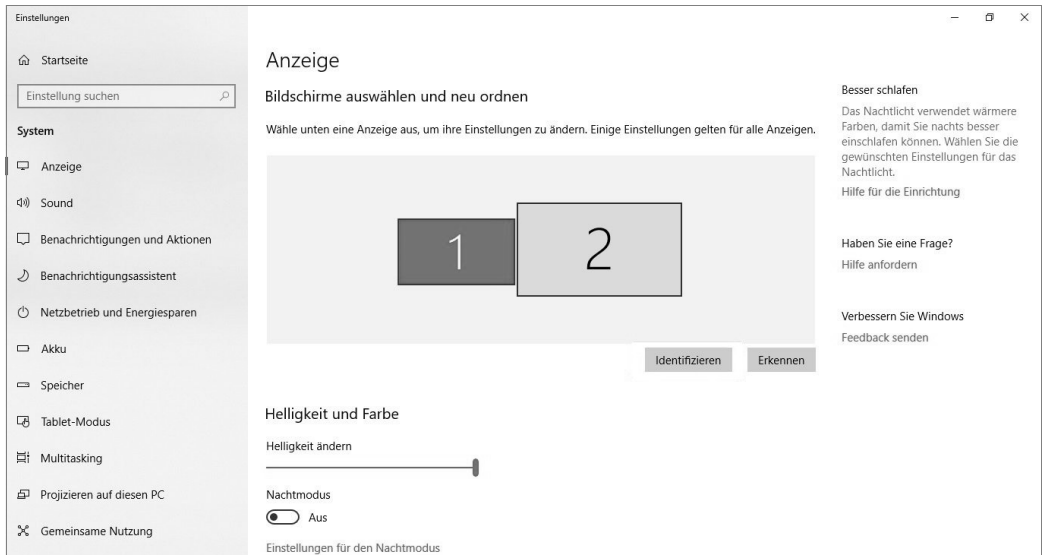 Einstellungen
Startseite
Einstellung suchen
System
Anzeige
Sound
Benachrichtigungen und Aktionen
Benachrichtigungsassistent
Netzbetrieb und Energiesparen
Akku
Speicher
Tablet-Modus
Multitasking
Projizieren auf diesen PC
Gemeinsame Nutzung
Anzeige
Bildschirme auswählen und neu ordnen
Wähle unten eine Anzeige aus, um ihre Einstellungen zu ändern. Einige Einstellungen gelten für alle Anzeigen.
1
2
Identifizieren
Erkennen
Helligkeit und Farbe
Helligkeit ändern
Nachtmodus
Aus
Einstellungen für den Nachtmodus
Besser schlafen
Das Nachtlicht verwendet wärmere
Farben, damit Sie nachts besser
einschlafen können. Wählen Sie die
gewünschten Einstellungen für das
Nachtlicht.
Hilfe für die Einrichtung
Haben Sie eine Frage?
Hilfe anfordern
Verbessern Sie Windows
Feedback senden